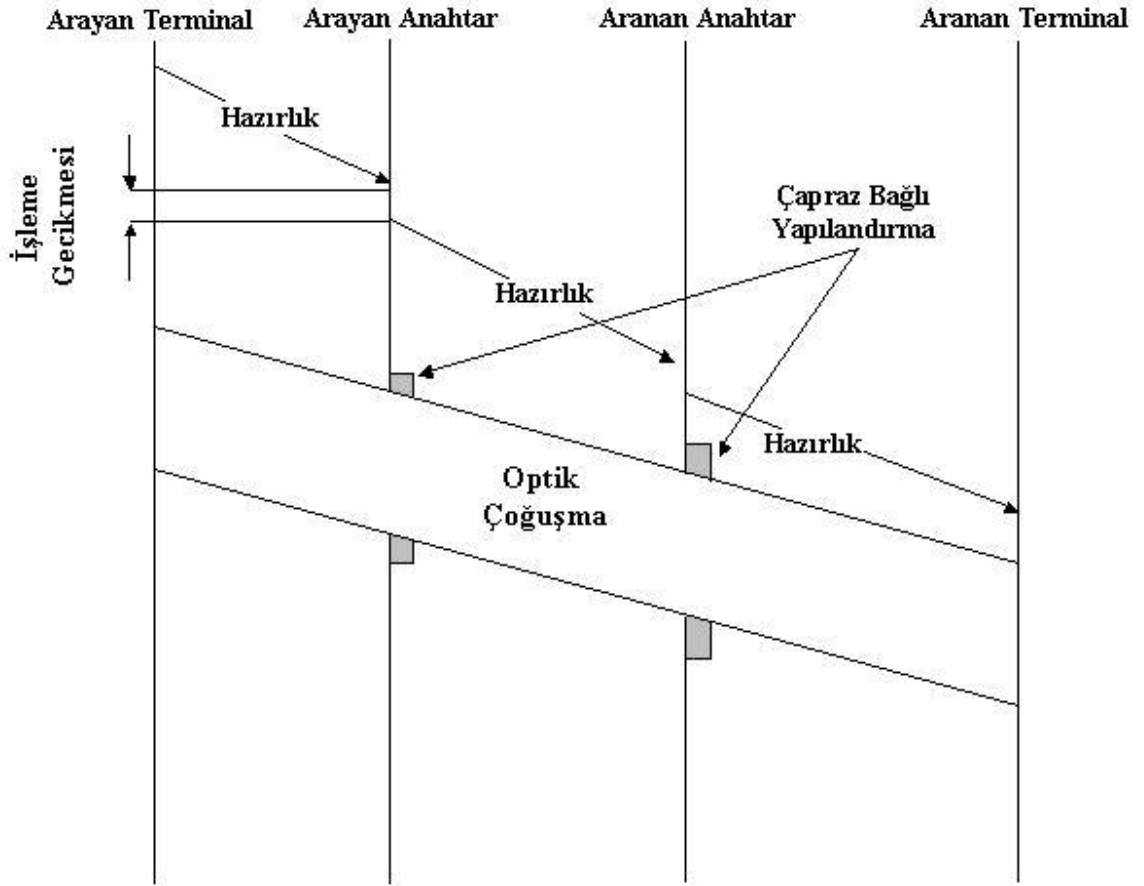 Arayan Terminal
Arayan Anahtar
Aranan Anahtar
Aranan Terminal
Hazırlık
İşleme
Gecikmesi
Çapraz Bağlı
Yapılandırma
Hazırlık
Hazırlık
Optik
Çoğuşma